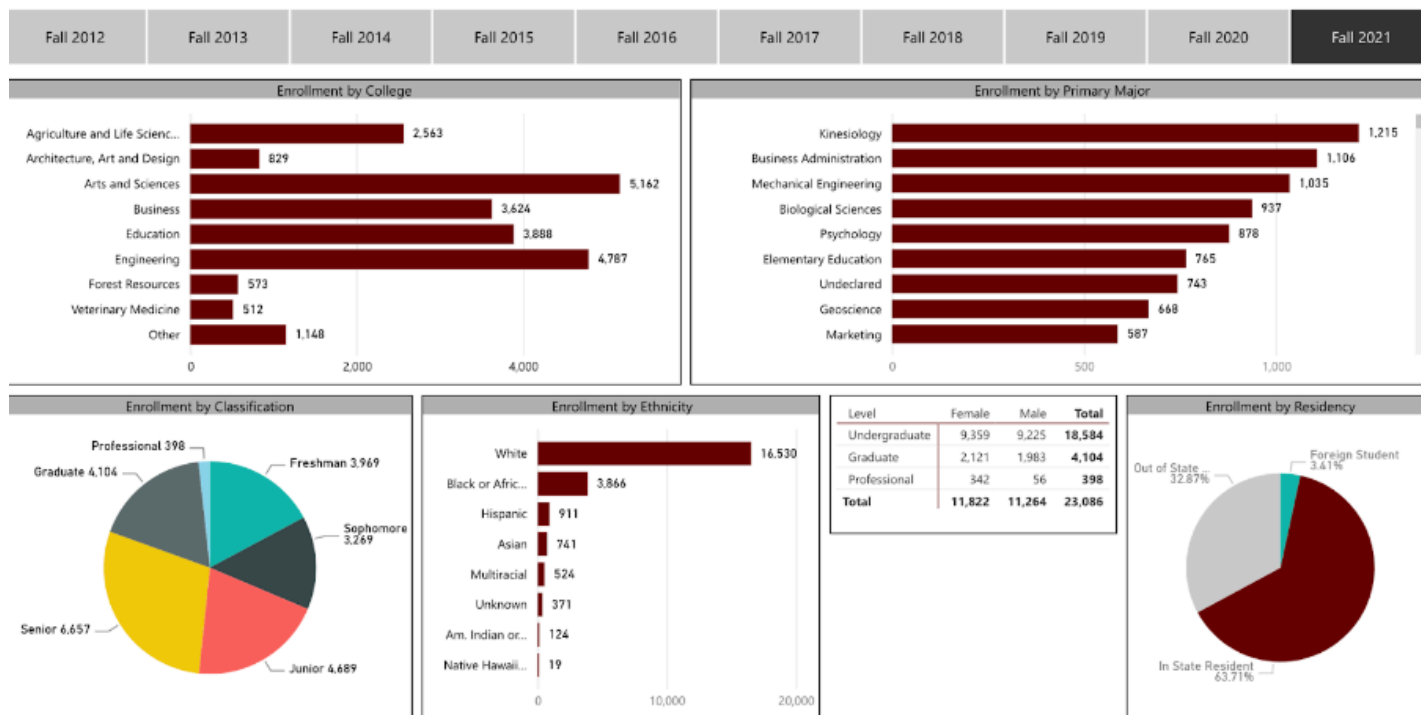 Fall 2012 Fall 2013 Fall 2014 Fall 2015 Fall 2016 Fall 2017 Fall 2018 Fall 2019 Fall 2020 Fall 2021
Enrollment by College
Agriculture and Life Scienc... 2,563
Architecture, Art and Design 829
Arts and Sciences 5,162
Business 3,624
Education 3,888
Engineering 4,787
Forest Resources 573
Veterinary Medicine 512
Other 1,148
0 2,000 4,000
Enrollment by Primary Major
Kinesiology 1,215
Business Administration 1,106
Mechanical Engineering 1,035
Biological Sciences 937
Psychology 878
Elementary Education 765
Undeclared 743
Geoscience 668
Marketing 587
0 500 1,000
Enrollment by Classification
Professional 398
Freshman 3,969
Graduate 4,104
Sophomore
3,269
Senior 6,657
Junior 4,689
Enrollment by Ethnicity
White 16,530
Black or Afric... 3,866
Hispanic 911
Asian 741
Multiracial 524
Unknown 371
Am. Indian or... 124
Native Hawaii... 19
0 10,000 20,000
Level Female Male Total
Undergraduate 9,359 9,225 18,584
Graduate 2,121 1,983 4,104
Professional 342 56 398
Total 11,822 11,264 23,086
Enrollment by Residency
Foreign Student
3.41%
Out of State ...
32.87%
In State Resident
63.71%